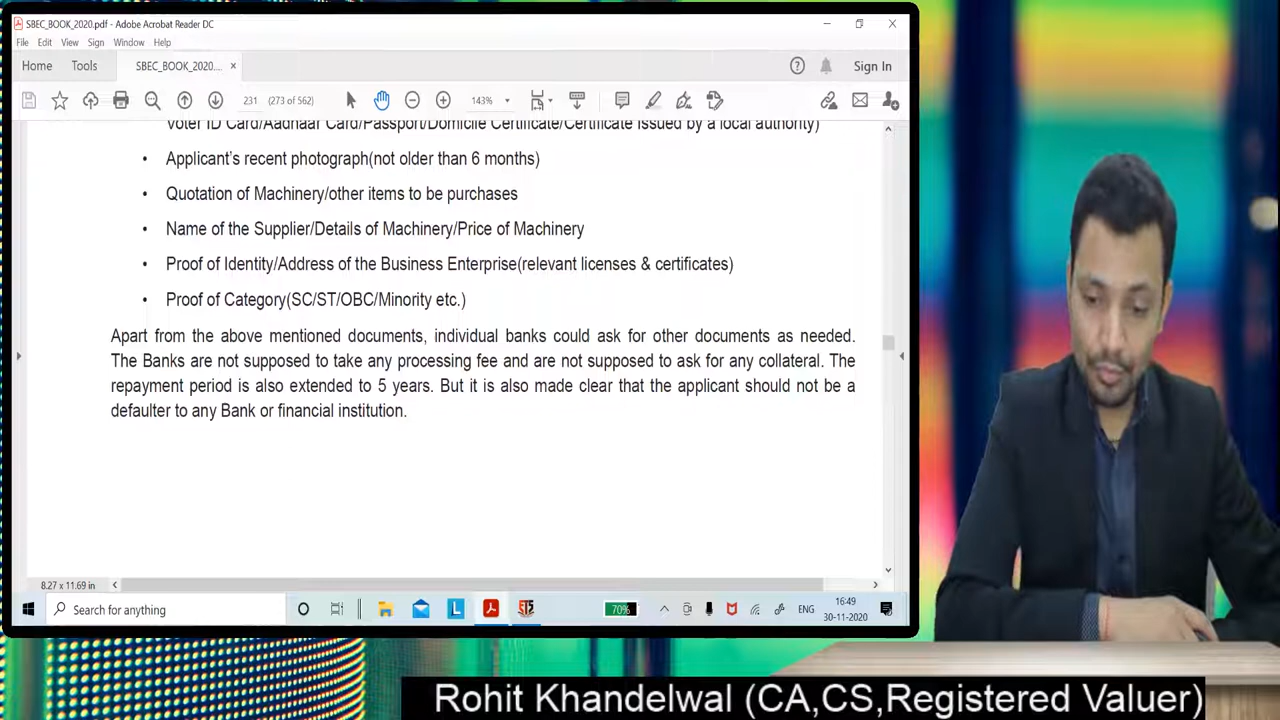 SBEC_BOOK_2020.pdf - Adobe Acrobat Reader DC
File Edit View Sign Window Help
Home Tools SBEC_BOOK_2020... × Sign In
231 (273 of 562) 143%
Voter ID Card/Aadhaar Card/Passport/Domicile Certificate/Certificate issued by a local authority)
• Applicant's recent photograph(not older than 6 months)
• Quotation of Machinery/other items to be purchases
• Name of the Supplier/Details of Machinery/Price of Machinery
• Proof of Identity/Address of the Business Enterprise(relevant licenses & certificates)
• Proof of Category(SC/ST/OBC/Minority etc.)
Apart from the above mentioned documents, individual banks could ask for other documents as needed.
The Banks are not supposed to take any processing fee and are not supposed to ask for any collateral. The
repayment period is also extended to 5 years. But it is also made clear that the applicant should not be a
defaulter to any Bank or financial institution.
8.27 x 11.69 in
Search for anything
70%
ENG
16:49
30-11-2020
Rohit Khandelwal (CA,CS,Registered Valuer)